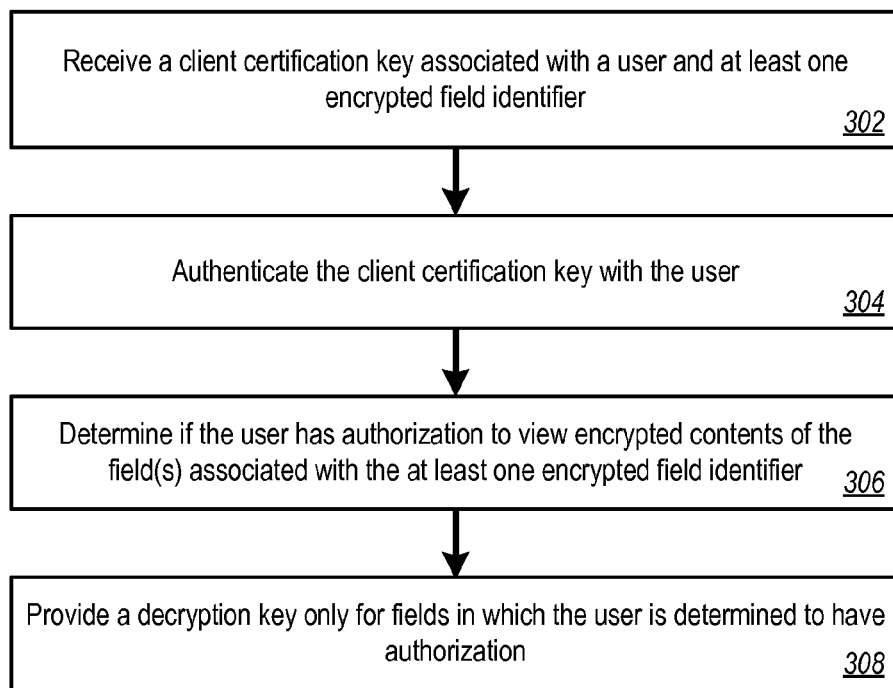 Receive a client certification key associated with a user and at least one
encrypted field identifier
302
Authenticate the client certification key with the user
304
Determine if the user has authorization to view encrypted contents of the
field(s) associated with the at least one encrypted field identifier
306
Provide a decryption key only for fields in which the user is determined to have
authorization
308